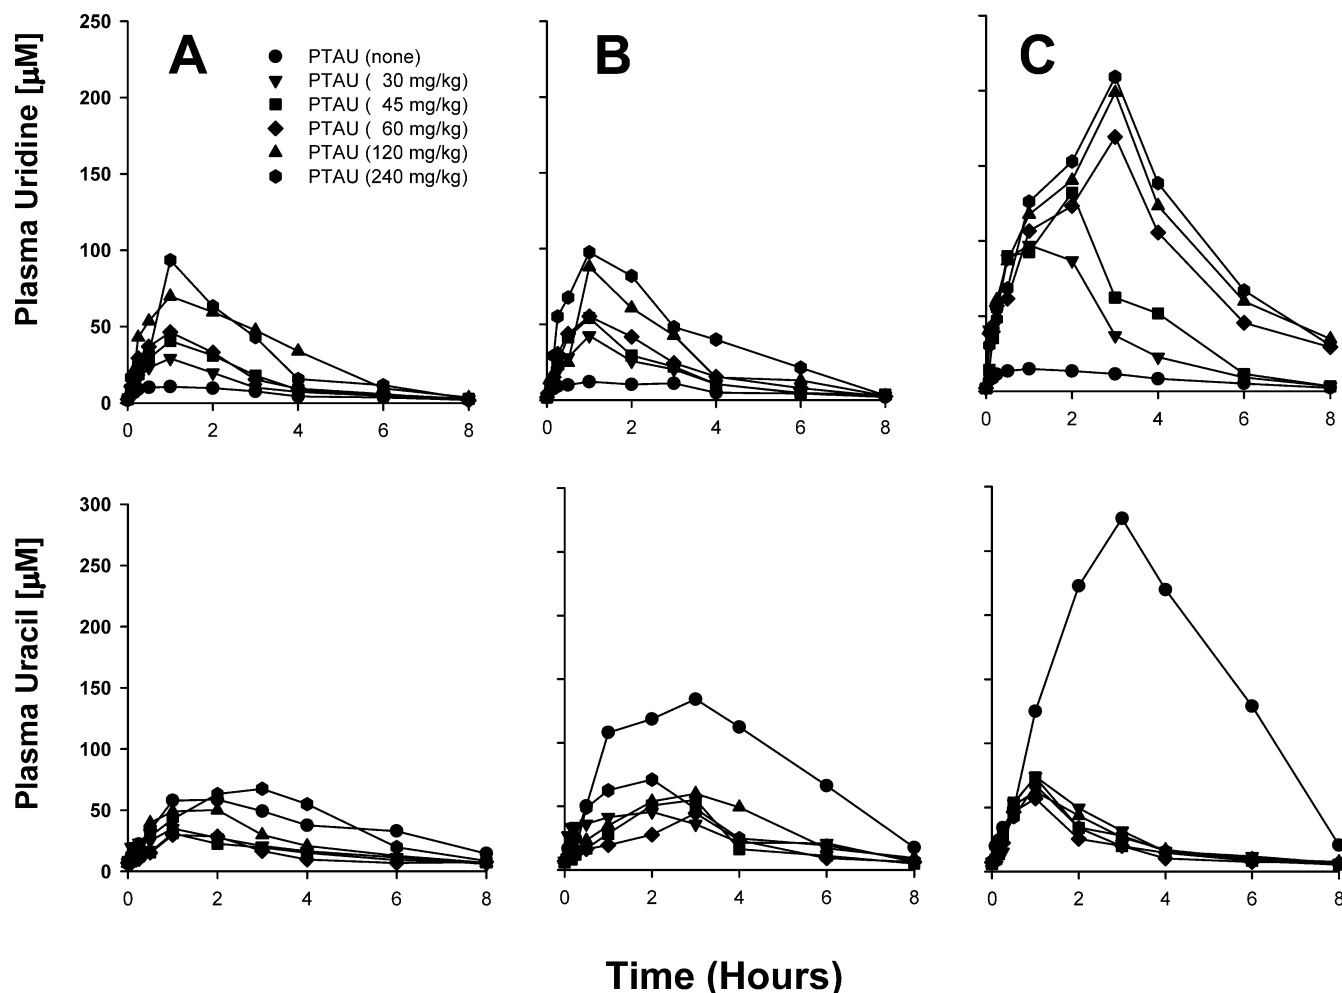 A
B
C
PTAU (none)
PTAU ( 30 mg/kg)
PTAU ( 45 mg/kg)
PTAU ( 60 mg/kg)
PTAU (120 mg/kg)
PTAU (240 mg/kg)
Plasma Uridine [µM]
250
200
150
100
50
0
0 2 4 6 8
0 2 4 6 8
0 2 4 6 8
Plasma Uracil [µM]
300
250
200
150
100
50
0
0 2 4 6 8
0 2 4 6 8
0 2 4 6 8
Time (Hours)